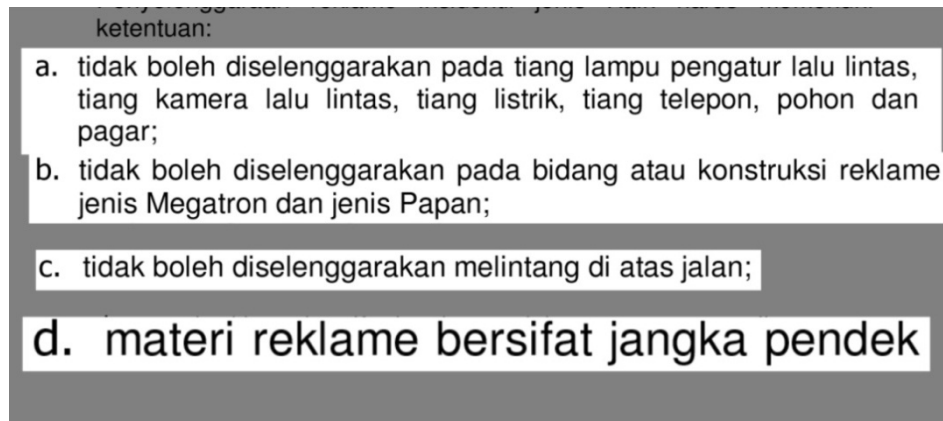 ketentuan:
a. tidak boleh diselenggarakan pada tiang lampu pengatur lalu lintas,
tiang kamera lalu lintas, tiang listrik, tiang telepon, pohon dan
pagar;
b. tidak boleh diselenggarakan pada bidang atau konstruksi reklame
jenis Megatron dan jenis Papan;
c. tidak boleh diselenggarakan melintang di atas jalan;
d. materi reklame bersifat jangka pendek